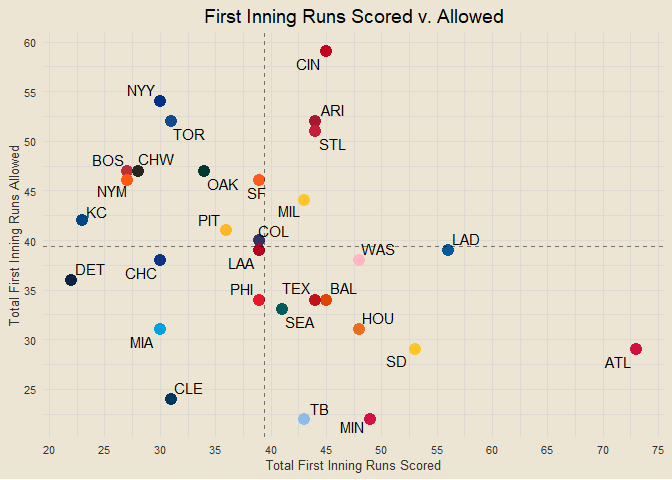 First Inning Runs Scored v. Allowed
60
CIN
55
NYY
ARI
TOR
STL
50
BOS
CHW
OAK
NYM
SF
45
MIL
KC
PIT
COL
LAD
40
WAS
LAA
DET
CHC
35
PHI
TEX
BAL
HOU
SEA
MIA
30
SD
ATL
CLE
25
TB
MIN
Total First Inning Runs Allowed
20
25
30
35
40
45
50
55
60
65
70
75
Total First Inning Runs Scored